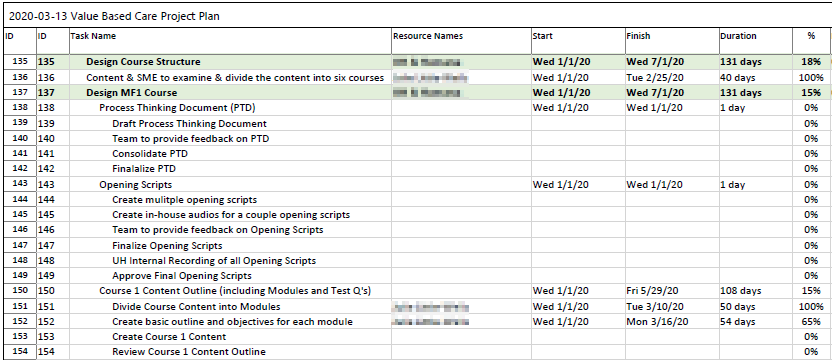 2020-03-13 Value Based Care Project Plan
ID ID Task Name Resource Names Start Finish Duration %
135 135 Design Course Structure Wed 1/1/20 Wed 7/1/20 131 days 18%
136 136 Content & SME to examine & divide the content into six courses Wed 1/1/20 Tue 2/25/20 40 days 100%
137 137 Design MF1 Course Wed 1/1/20 Wed 7/1/20 131 days 15%
138 138 Process Thinking Document (PTD) Wed 1/1/20 Wed 1/1/20 1 day 0%
139 139 Draft Process Thinking Document 0%
140 140 Team to provide feedback on PTD 0%
141 141 Consolidate PTD 0%
142 142 Finalalize PTD 0%
143 143 Opening Scripts Wed 1/1/20 Wed 1/1/20 1 day 0%
144 144 Create mulitple opening scripts 0%
145 145 Create in-house audios for a couple opening scripts 0%
146 146 Team to provide feedback on Opening Scripts 0%
147 147 Finalize Opening Scripts 0%
148 148 UH Internal Recording of all Opening Scripts 0%
149 149 Approve Final Opening Scripts 0%
150 150 Course 1 Content Outline (including Modules and Test Q's) Wed 1/1/20 Fri 5/29/20 108 days 15%
151 151 Divide Course Content into Modules Wed 1/1/20 Tue 3/10/20 50 days 100%
152 152 Create basic outline and objectives for each module Wed 1/1/20 Mon 3/16/20 54 days 65%
153 153 Create Course 1 Content 0%
154 154 Review Course 1 Content Outline 0%